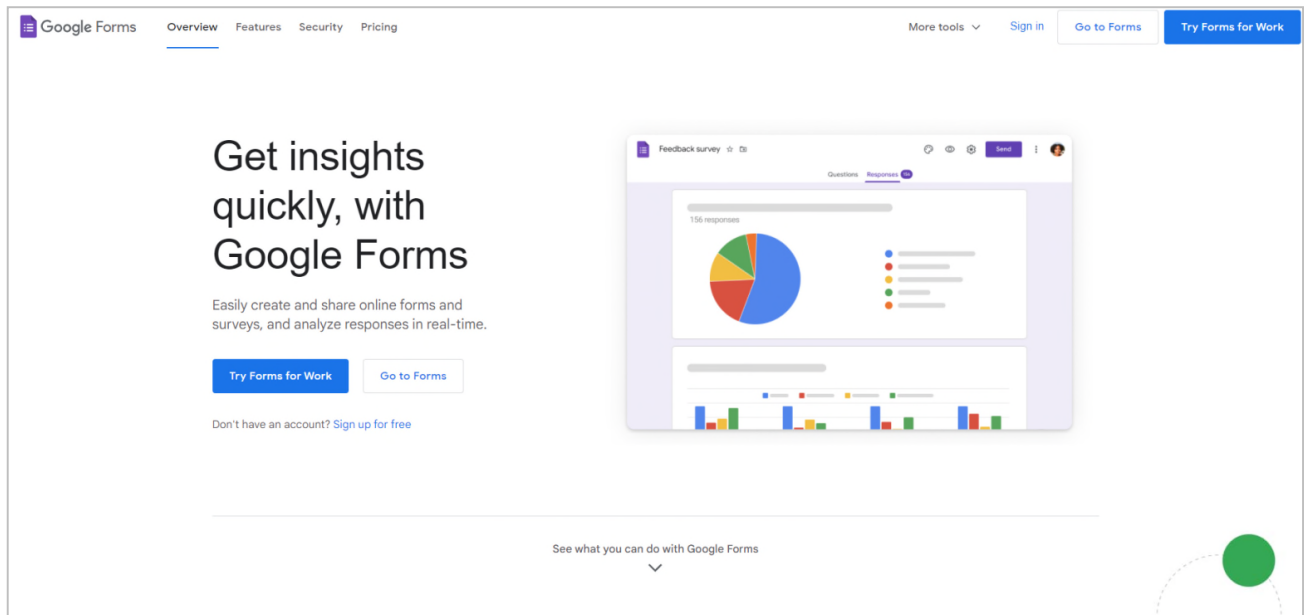 Google Forms
Overview Features Security Pricing
More tools Sign in Go to Forms Try Forms for Work
Get insights
quickly, with
Google Forms
Easily create and share online forms and
surveys, and analyze responses in real-time.
Try Forms for Work Go to Forms
Don't have an account? Sign up for free
Feedback survey
Send
Questions Responses
156 responses
See what you can do with Google Forms